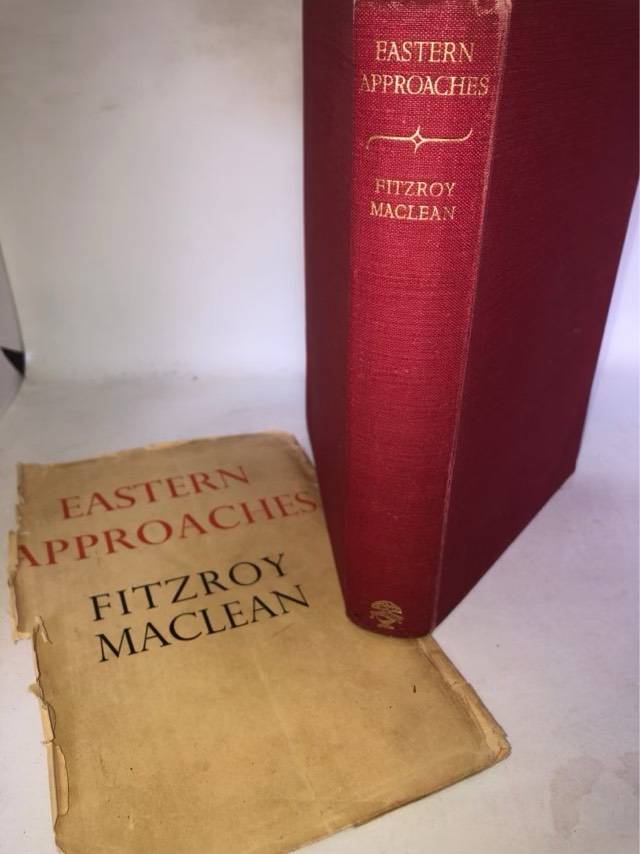 EASTERN
APPROACHES
FITZROY
MACLEAN
EASTERN
APPROACHES
FITZROY
MACLEAN